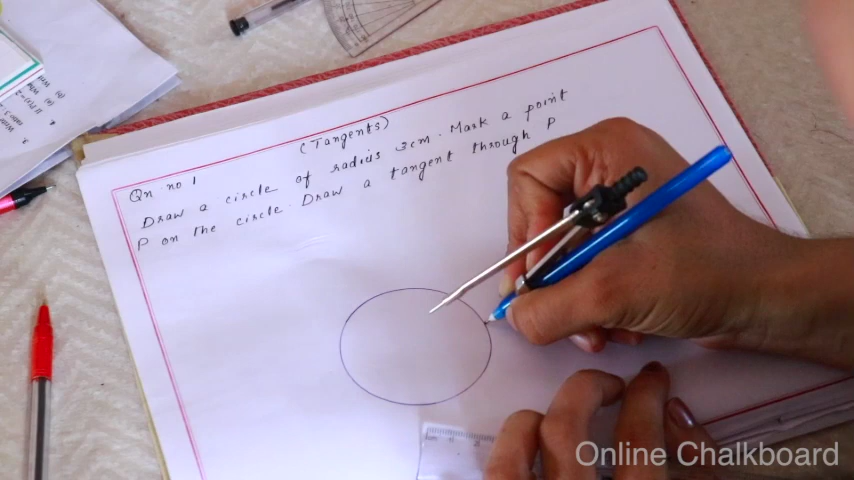 (Tangents)
Qn no 1
Draw a circle of radius 3cm. Mark a point
P on the circle. Draw a tangent through P
Online Chalkboard